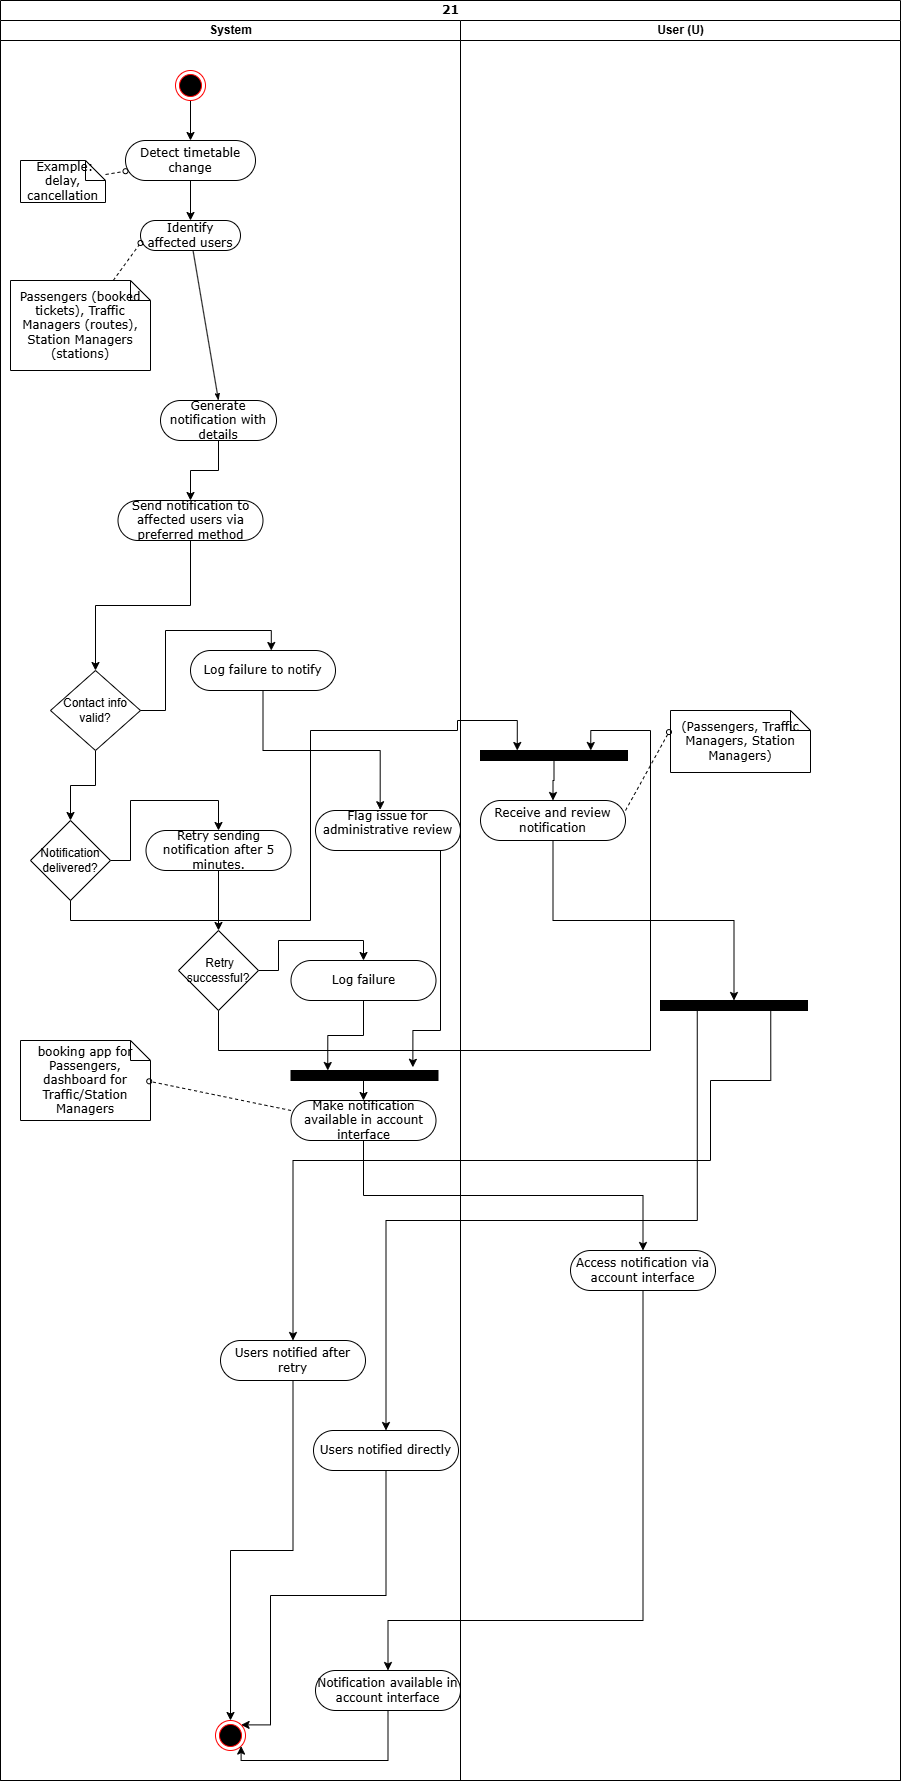 21
System
User (U)
Detect timetable
change
Example:
delay,
cancellation
Identify
affected users
Passengers (booked
tickets), Traffic
Managers (routes),
Station Managers
(stations)
Generate
notification with
details
Send notification to
affected users via
preferred method
Log failure to notify
Contact info
valid?
(Passengers, Traffic
Managers, Station
Managers)
Flag issue for
administrative review
Receive and review
notification
Retry sending
notification after 5
minutes.
Notification
delivered?
Retry
successful?
Log failure
booking app for
Passengers,
dashboard for
Traffic/Station
Managers
Make notification
available in account
interface
Access notification via
account interface
Users notified after
retry
Users notified directly
Notification available in
account interface